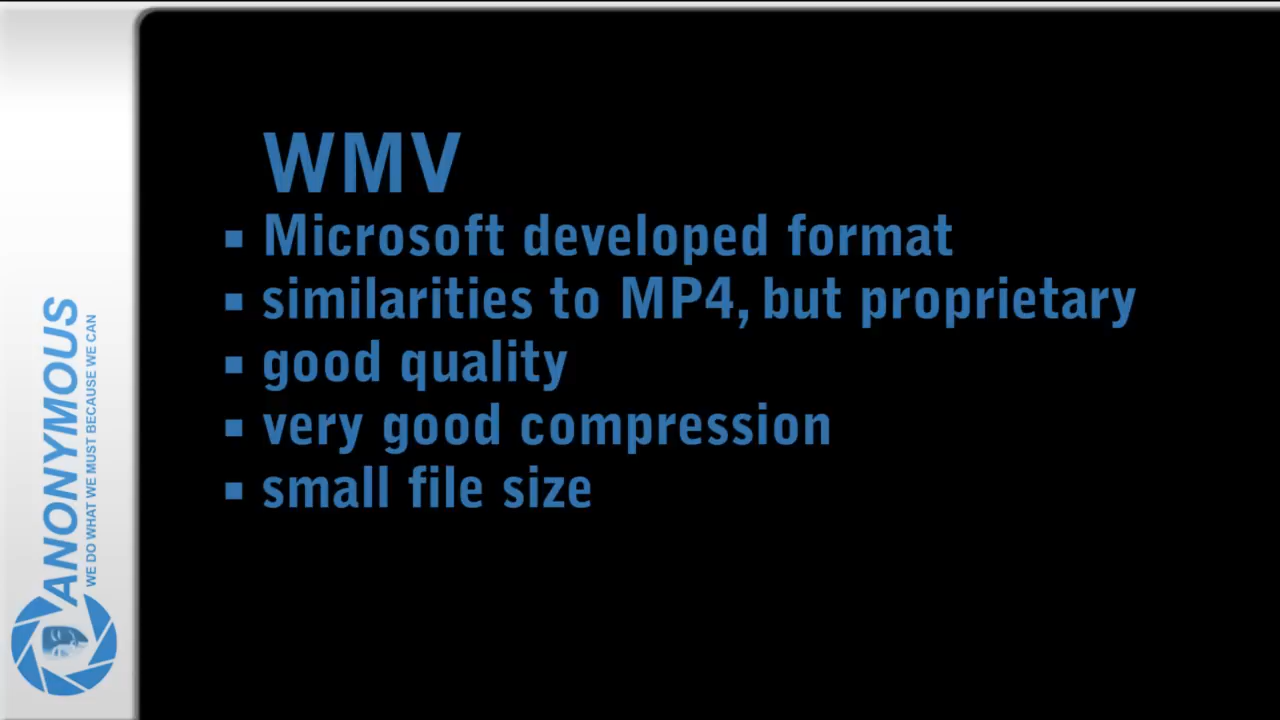 WMV
▪ Microsoft developed format
▪ similarities to MP4, but proprietary
▪ good quality
▪ very good compression
▪ small file size
ANONYMOUS
WE DO WHAT WE MUST BECAUSE WE CAN